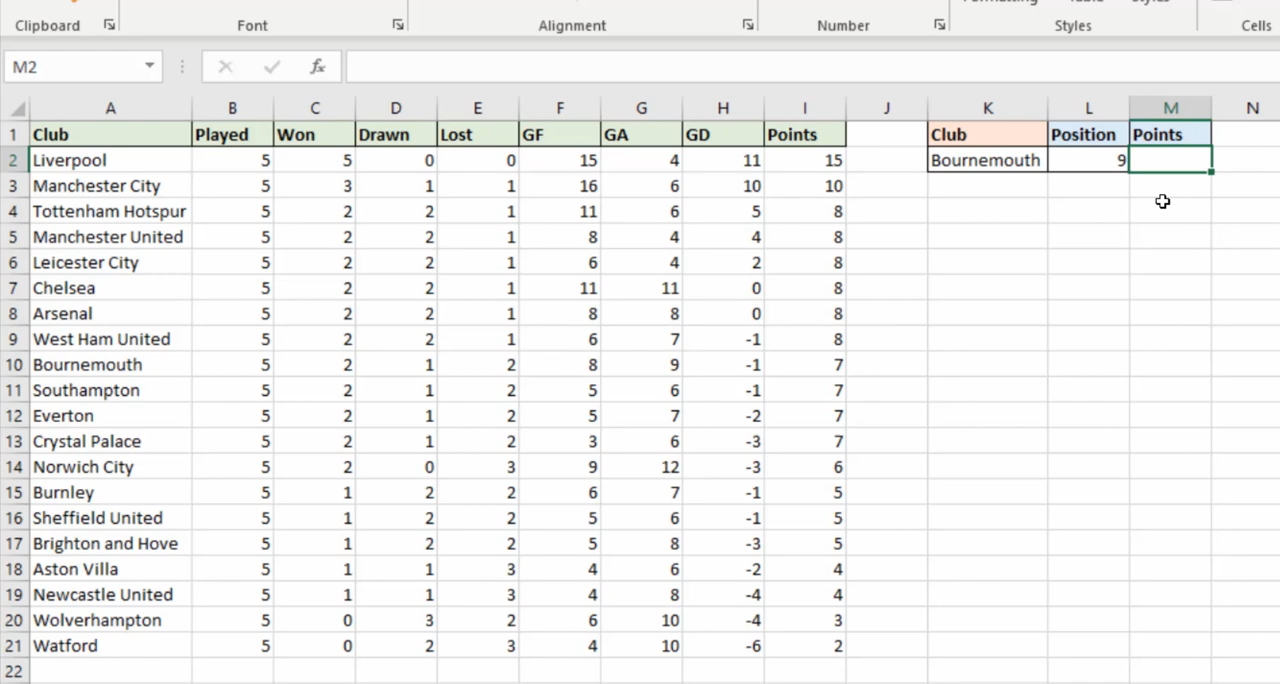 Formatting Table Styles
Clipboard Font Alignment Number Styles Cells
M2 fx
A B C D E F G H I J K L M N
1 Club Played Won Drawn Lost GF GA GD Points Club Position Points
2 Liverpool 5 5 0 0 15 4 11 15 Bournemouth 9
3 Manchester City 5 3 1 1 16 6 10 10
4 Tottenham Hotspur 5 2 2 1 11 6 5 8
5 Manchester United 5 2 2 1 8 4 4 8
6 Leicester City 5 2 2 1 6 4 2 8
7 Chelsea 5 2 2 1 11 11 0 8
8 Arsenal 5 2 2 1 8 8 0 8
9 West Ham United 5 2 2 1 6 7 -1 8
10 Bournemouth 5 2 1 2 8 9 -1 7
11 Southampton 5 2 1 2 5 6 -1 7
12 Everton 5 2 1 2 5 7 -2 7
13 Crystal Palace 5 2 1 2 3 6 -3 7
14 Norwich City 5 2 0 3 9 12 -3 6
15 Burnley 5 1 2 2 6 7 -1 5
16 Sheffield United 5 1 2 2 5 6 -1 5
17 Brighton and Hove 5 1 2 2 5 8 -3 5
18 Aston Villa 5 1 1 3 4 6 -2 4
19 Newcastle United 5 1 1 3 4 8 -4 4
20 Wolverhampton 5 0 3 2 6 10 -4 3
21 Watford 5 0 2 3 4 10 -6 2
22